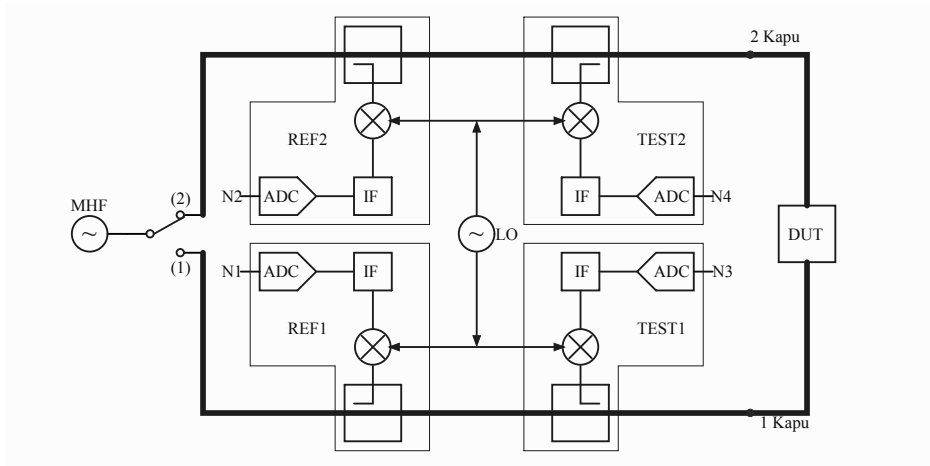 2 Kapu
REF2
TEST2
N2
ADC
IF
IF
ADC
N4
(2)
MHF
~
~
LO
DUT
(1)
N1
ADC
IF
IF
ADC
N3
REF1
TEST1
1 Kapu